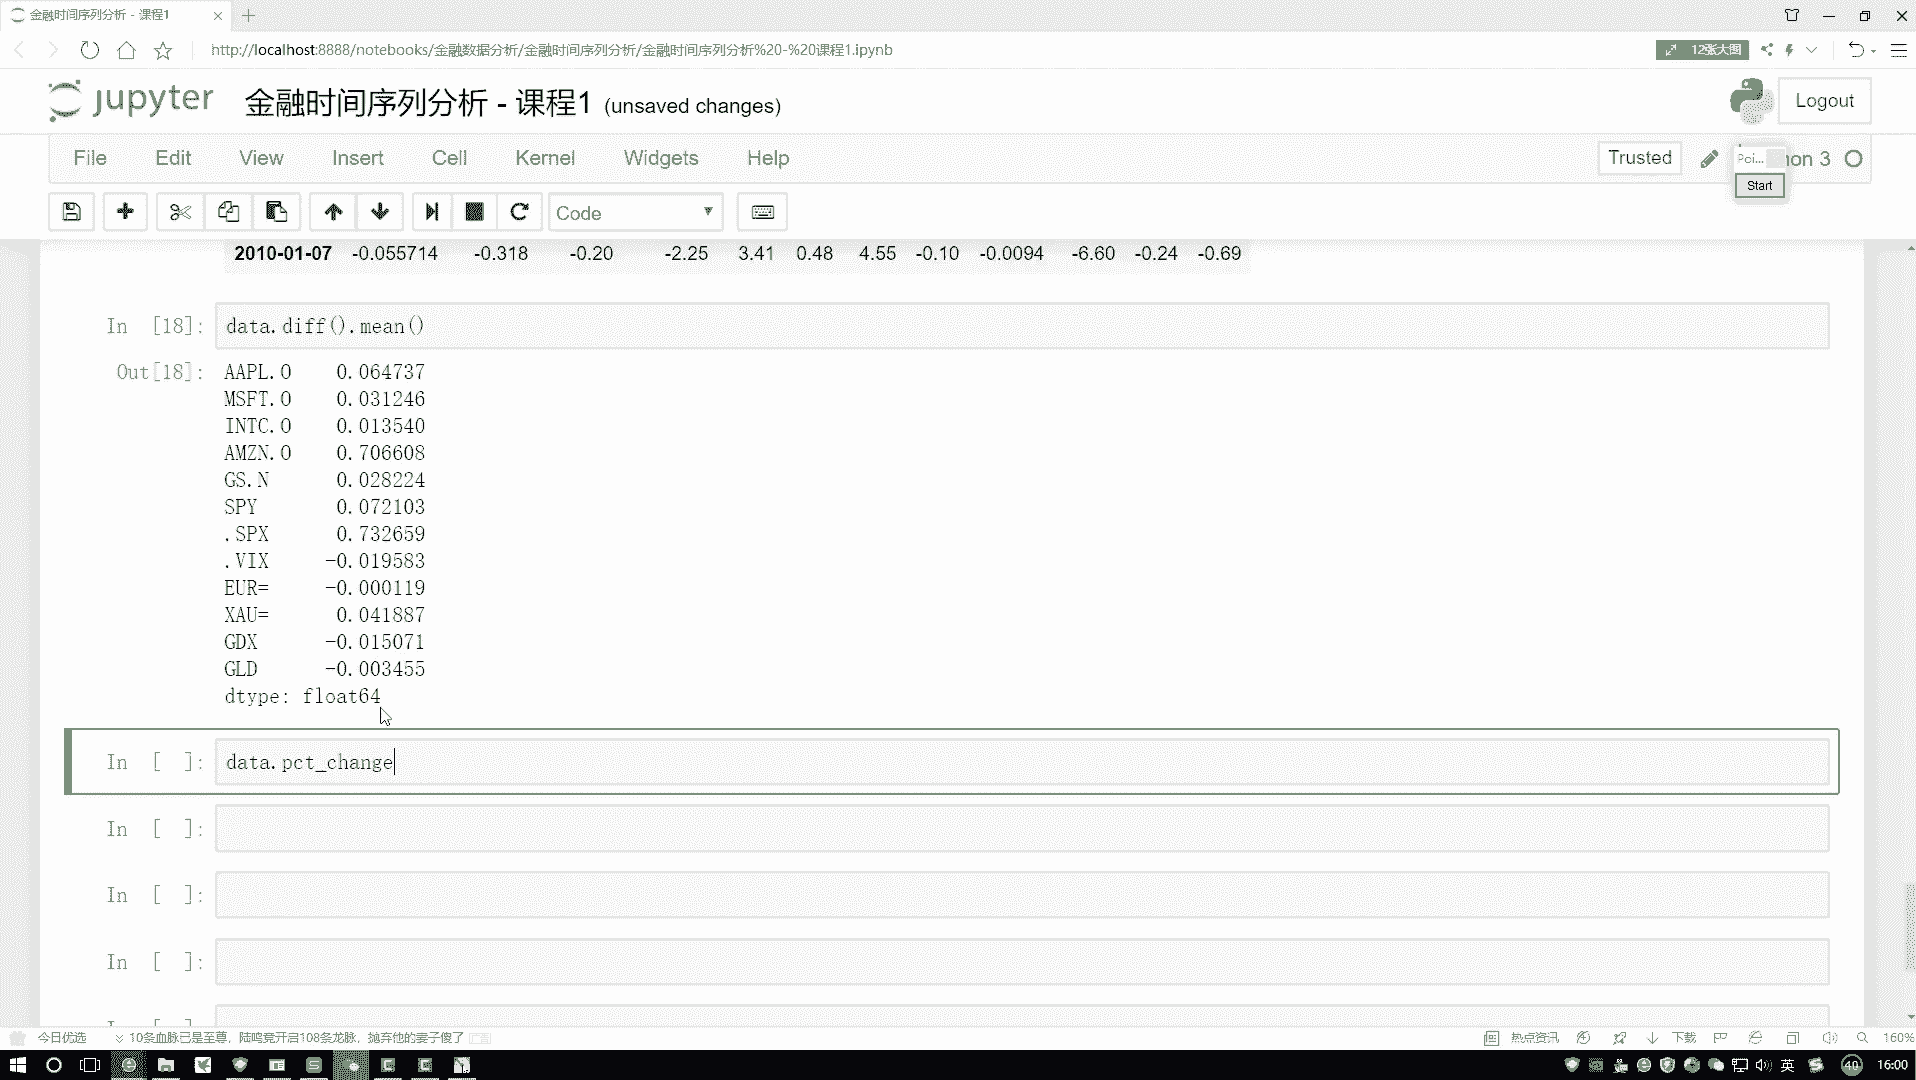 金融时间序列分析 - 课程1
http://localhost:8888/notebooks/金融数据分析/金融时间序列分析/金融时间序列分析%20-%20课程1.ipynb
12张大图
jupyter 金融时间序列分析 - 课程1 (unsaved changes)
Logout
File Edit View Insert Cell Kernel Widgets Help
Trusted
Poi... hon 3
Start
Code
2010-01-07 -0.055714 -0.318 -0.20 -2.25 3.41 0.48 4.55 -0.10 -0.0094 -6.60 -0.24 -0.69
In [18]: data.diff().mean()
Out[18]: AAPL.O 0.064737
MSFT.O 0.031246
INTC.O 0.013540
AMZN.O 0.706608
GS.N 0.028224
SPY 0.072103
.SPX 0.732659
.VIX -0.019583
EUR= -0.000119
XAU= 0.041887
GDX -0.015071
GLD -0.003455
dtype: float64
In [ ]: data.pct_change
In [ ]:
In [ ]:
In [ ]:
今日优选 10条血脉已是至尊，陆鸣竟开启108条龙脉，抛弃他的妻子傻了
热点资讯 下载 160%
英 40 16:00